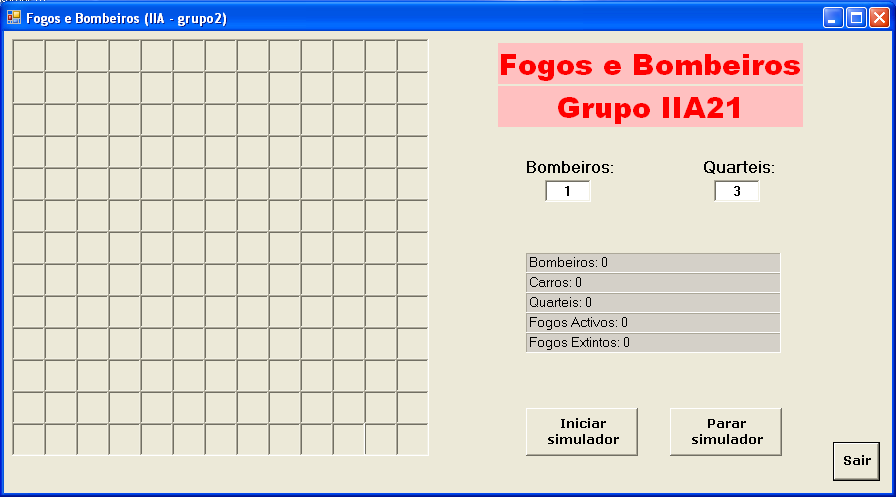 Fogos e Bombeiros (IIA - grupo2)
Fogos e Bombeiros
Grupo IIA21
Bombeiros: Quarteis:
1 3
Bombeiros: 0
Carros: 0
Quarteis: 0
Fogos Activos: 0
Fogos Extintos: 0
Iniciar simulador
Parar simulador
Sair